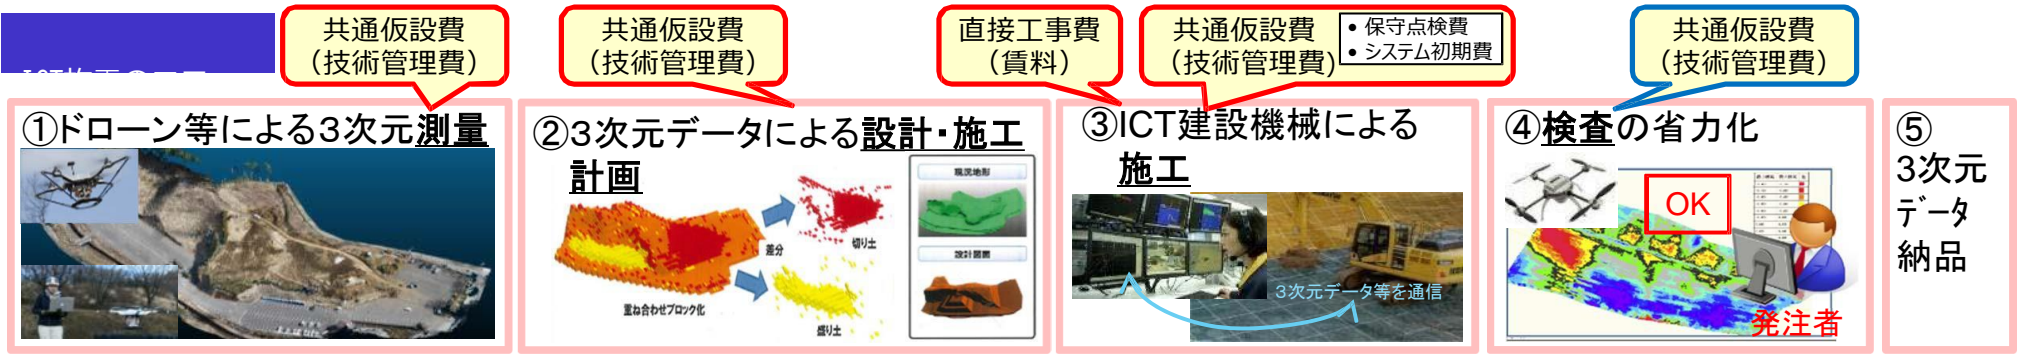 共通仮設費
（技術管理費）
共通仮設費
（技術管理費）
直接工事費
（賃料）
共通仮設費
（技術管理費)
• 保守点検費
• システム初期費
共通仮設費
（技術管理費）
①ドローン等による3次元測量
②3次元データによる設計・施工
計画
現況地形
差分
切り土
設計図面
重ね合わせブロック化
盛り土
③ICT建設機械による
施工
3次元データ等を通信
④検査の省力化
OK
発注者
⑤
3次元
データ
納品